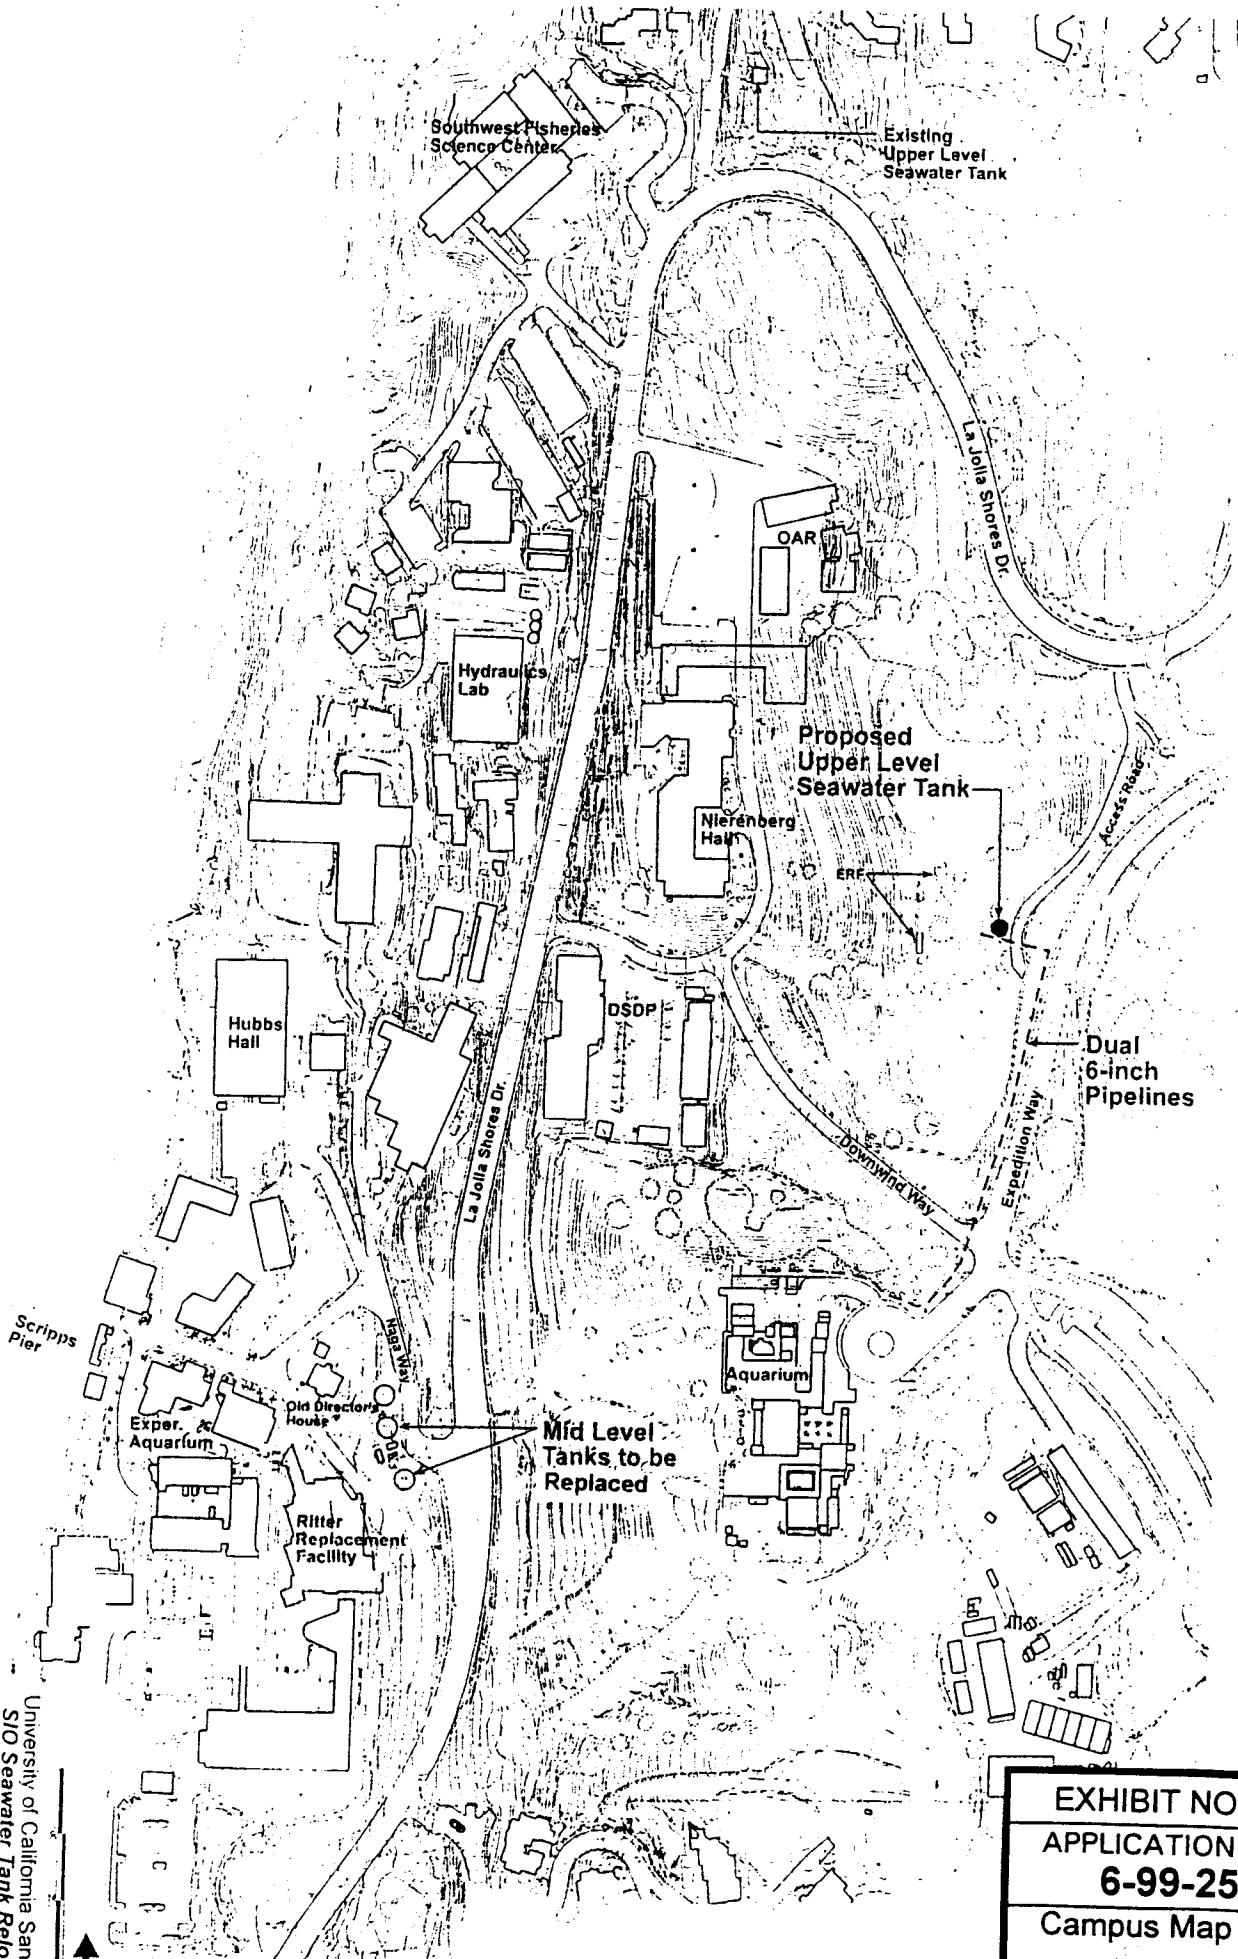 Southwest Fisheries
Science Center
Existing
Upper Level
Seawater Tank
La Jolla Shores Dr.
OAR
Hydraulics
Lab
Proposed
Upper Level
Seawater Tank
Access Road
Nierenberg
Hall
ERF
Hubbs
Hall
DSDP
Dual
6-inch
Pipelines
La Jolla Shores Dr.
Downwind Way
Expedition Way
Scripps
Pier
Naga Way
Old Director's
House
Exper.
Aquarium
Aquarium
Mid Level
Tanks to be
Replaced
Ritter
Replacement
Facility
University of California San
SIO Seawater Tank Relo
EXHIBIT NO
APPLICATION
6-99-25
Campus Map